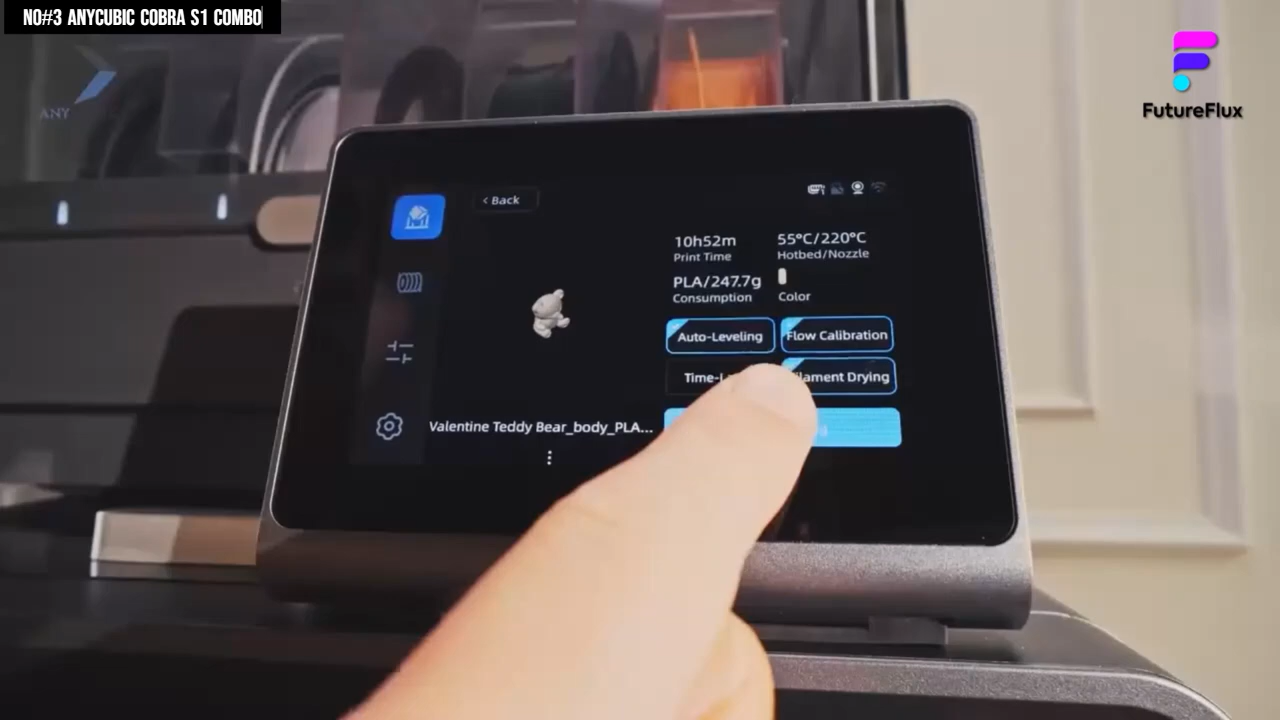 NO#3 ANYCUBIC COBRA S1 COMBO
ANY
FutureFlux
Back
10h52m
Print Time
55°C/220°C
Hotbed/Nozzle
PLA/247.7g
Consumption
Color
Auto-Leveling
Flow Calibration
Time-L
lament Drying
Valentine Teddy Bear_body_PLA...